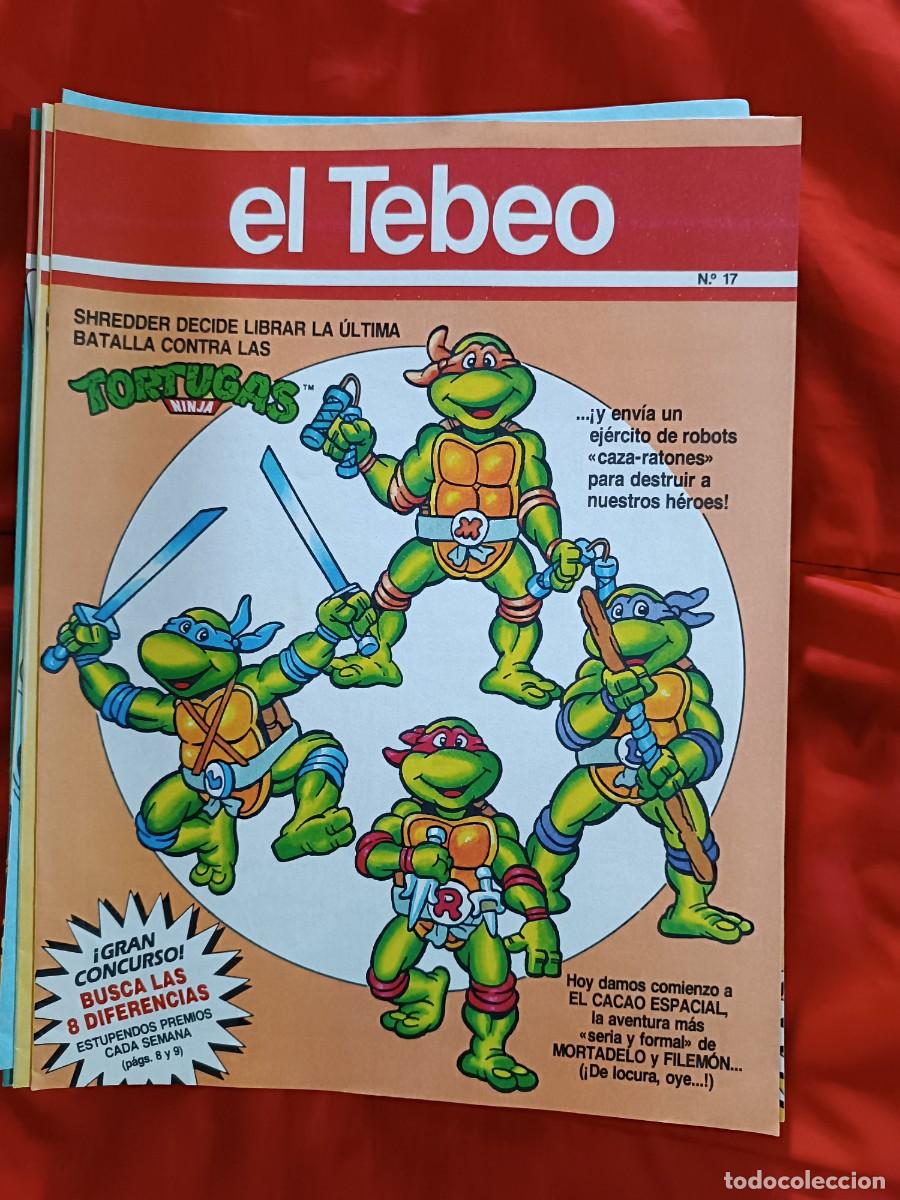 el Tebeo
N.º 17
SHREDDER DECIDE LIBRAR LA ÚLTIMA
BATALLA CONTRA LAS
TORTUGAS™
NINJA
...¡y envía un
ejército de robots
«caza-ratones»
para destruir a
nuestros héroes!
M
L
D
R
¡GRAN
CONCURSO!
BUSCA LAS
8 DIFERENCIAS
ESTUPENDOS PREMIOS
CADA SEMANA
(págs. 8 y 9)
Hoy damos comienzo a
EL CACAO ESPACIAL,
la aventura más
«seria y formal» de
MORTADELO y FILEMÓN...
(¡De locura, oye...!)
todocoleccion